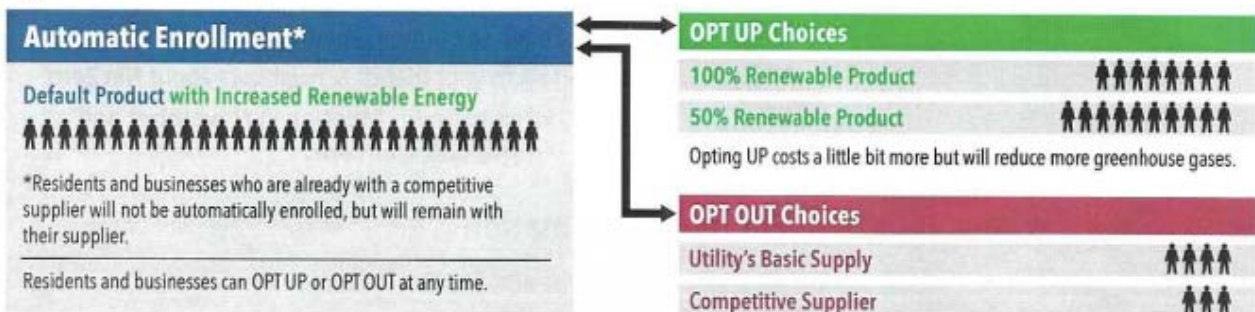 Automatic Enrollment*
Default Product with Increased Renewable Energy
*Residents and businesses who are already with a competitive
supplier will not be automatically enrolled, but will remain with
their supplier.
Residents and businesses can OPT UP or OPT OUT at any time.
OPT UP Choices
100% Renewable Product
50% Renewable Product
Opting UP costs a little bit more but will reduce more greenhouse gases.
OPT OUT Choices
Utility's Basic Supply
Competitive Supplier